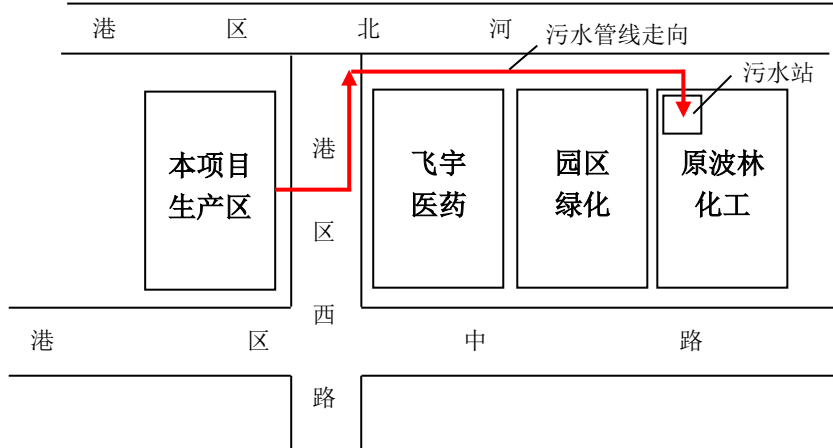 港区北河
污水管线走向
污水站
本项目
生产区
飞宇
医药
园区
绿化
原波林
化工
港区西路
港区中路